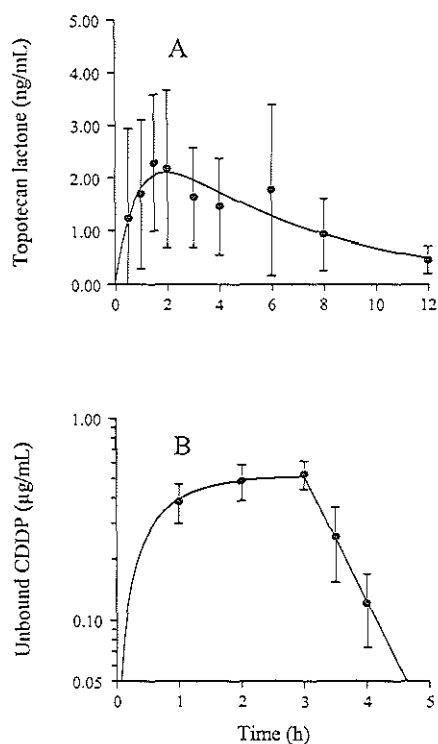 A
Topotecan lactone (ng/mL)
5.00
4.00
3.00
2.00
1.00
0.00
0 2 4 6 8 10 12
B
Unbound CDDP (µg/mL)
1.00
0.10
0.05
0 1 2 3 4 5
Time (h)